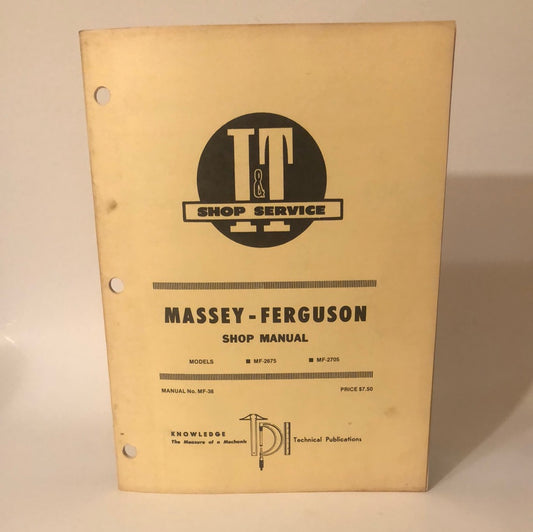 I&T
SHOP SERVICE
MASSEY-FERGUSON
SHOP MANUAL
MODELS ■ MF-2675 ■ MF-2705
MANUAL No. MF-38 PRICE $7.50
KNOWLEDGE
The Measure of a Mechanic
TPI Technical Publications